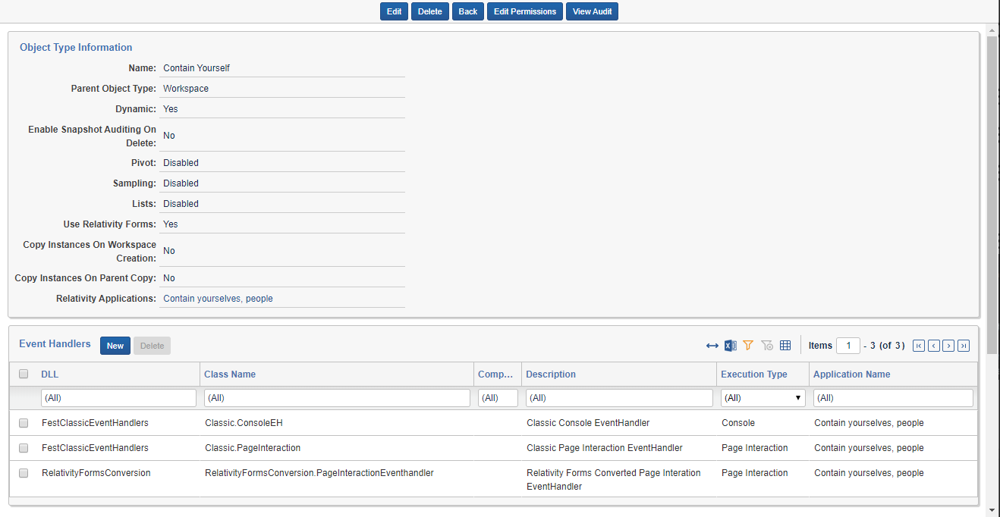 Edit Delete Back Edit Permissions View Audit
Object Type Information
Name: Contain Yourself
Parent Object Type: Workspace
Dynamic: Yes
Enable Snapshot Auditing On
Delete: No
Pivot: Disabled
Sampling: Disabled
Lists: Disabled
Use Relativity Forms: Yes
Copy Instances On Workspace
Creation: No
Copy Instances On Parent Copy: No
Relativity Applications: Contain yourselves, people
Event Handlers New Delete Items 1 - 3 (of 3)
DLL Class Name Comp... Description Execution Type Application Name
(All) (All) (All) (All) (All) (All)
FestClassicEventHandlers Classic.ConsoleEH Classic Console EventHandler Console Contain yourselves, people
FestClassicEventHandlers Classic.PageInteraction Classic Page Interaction EventHandler Page Interaction Contain yourselves, people
RelativityFormsConversion RelativityFormsConversion.PageInteractionEventhandler Relativity Forms Converted Page Interation Page Interaction Contain yourselves, people
EventHandler